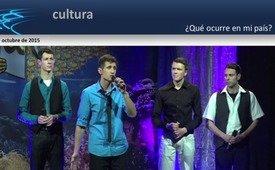 cultura
¿Qué ocurre en mi país?
octubre de 2015